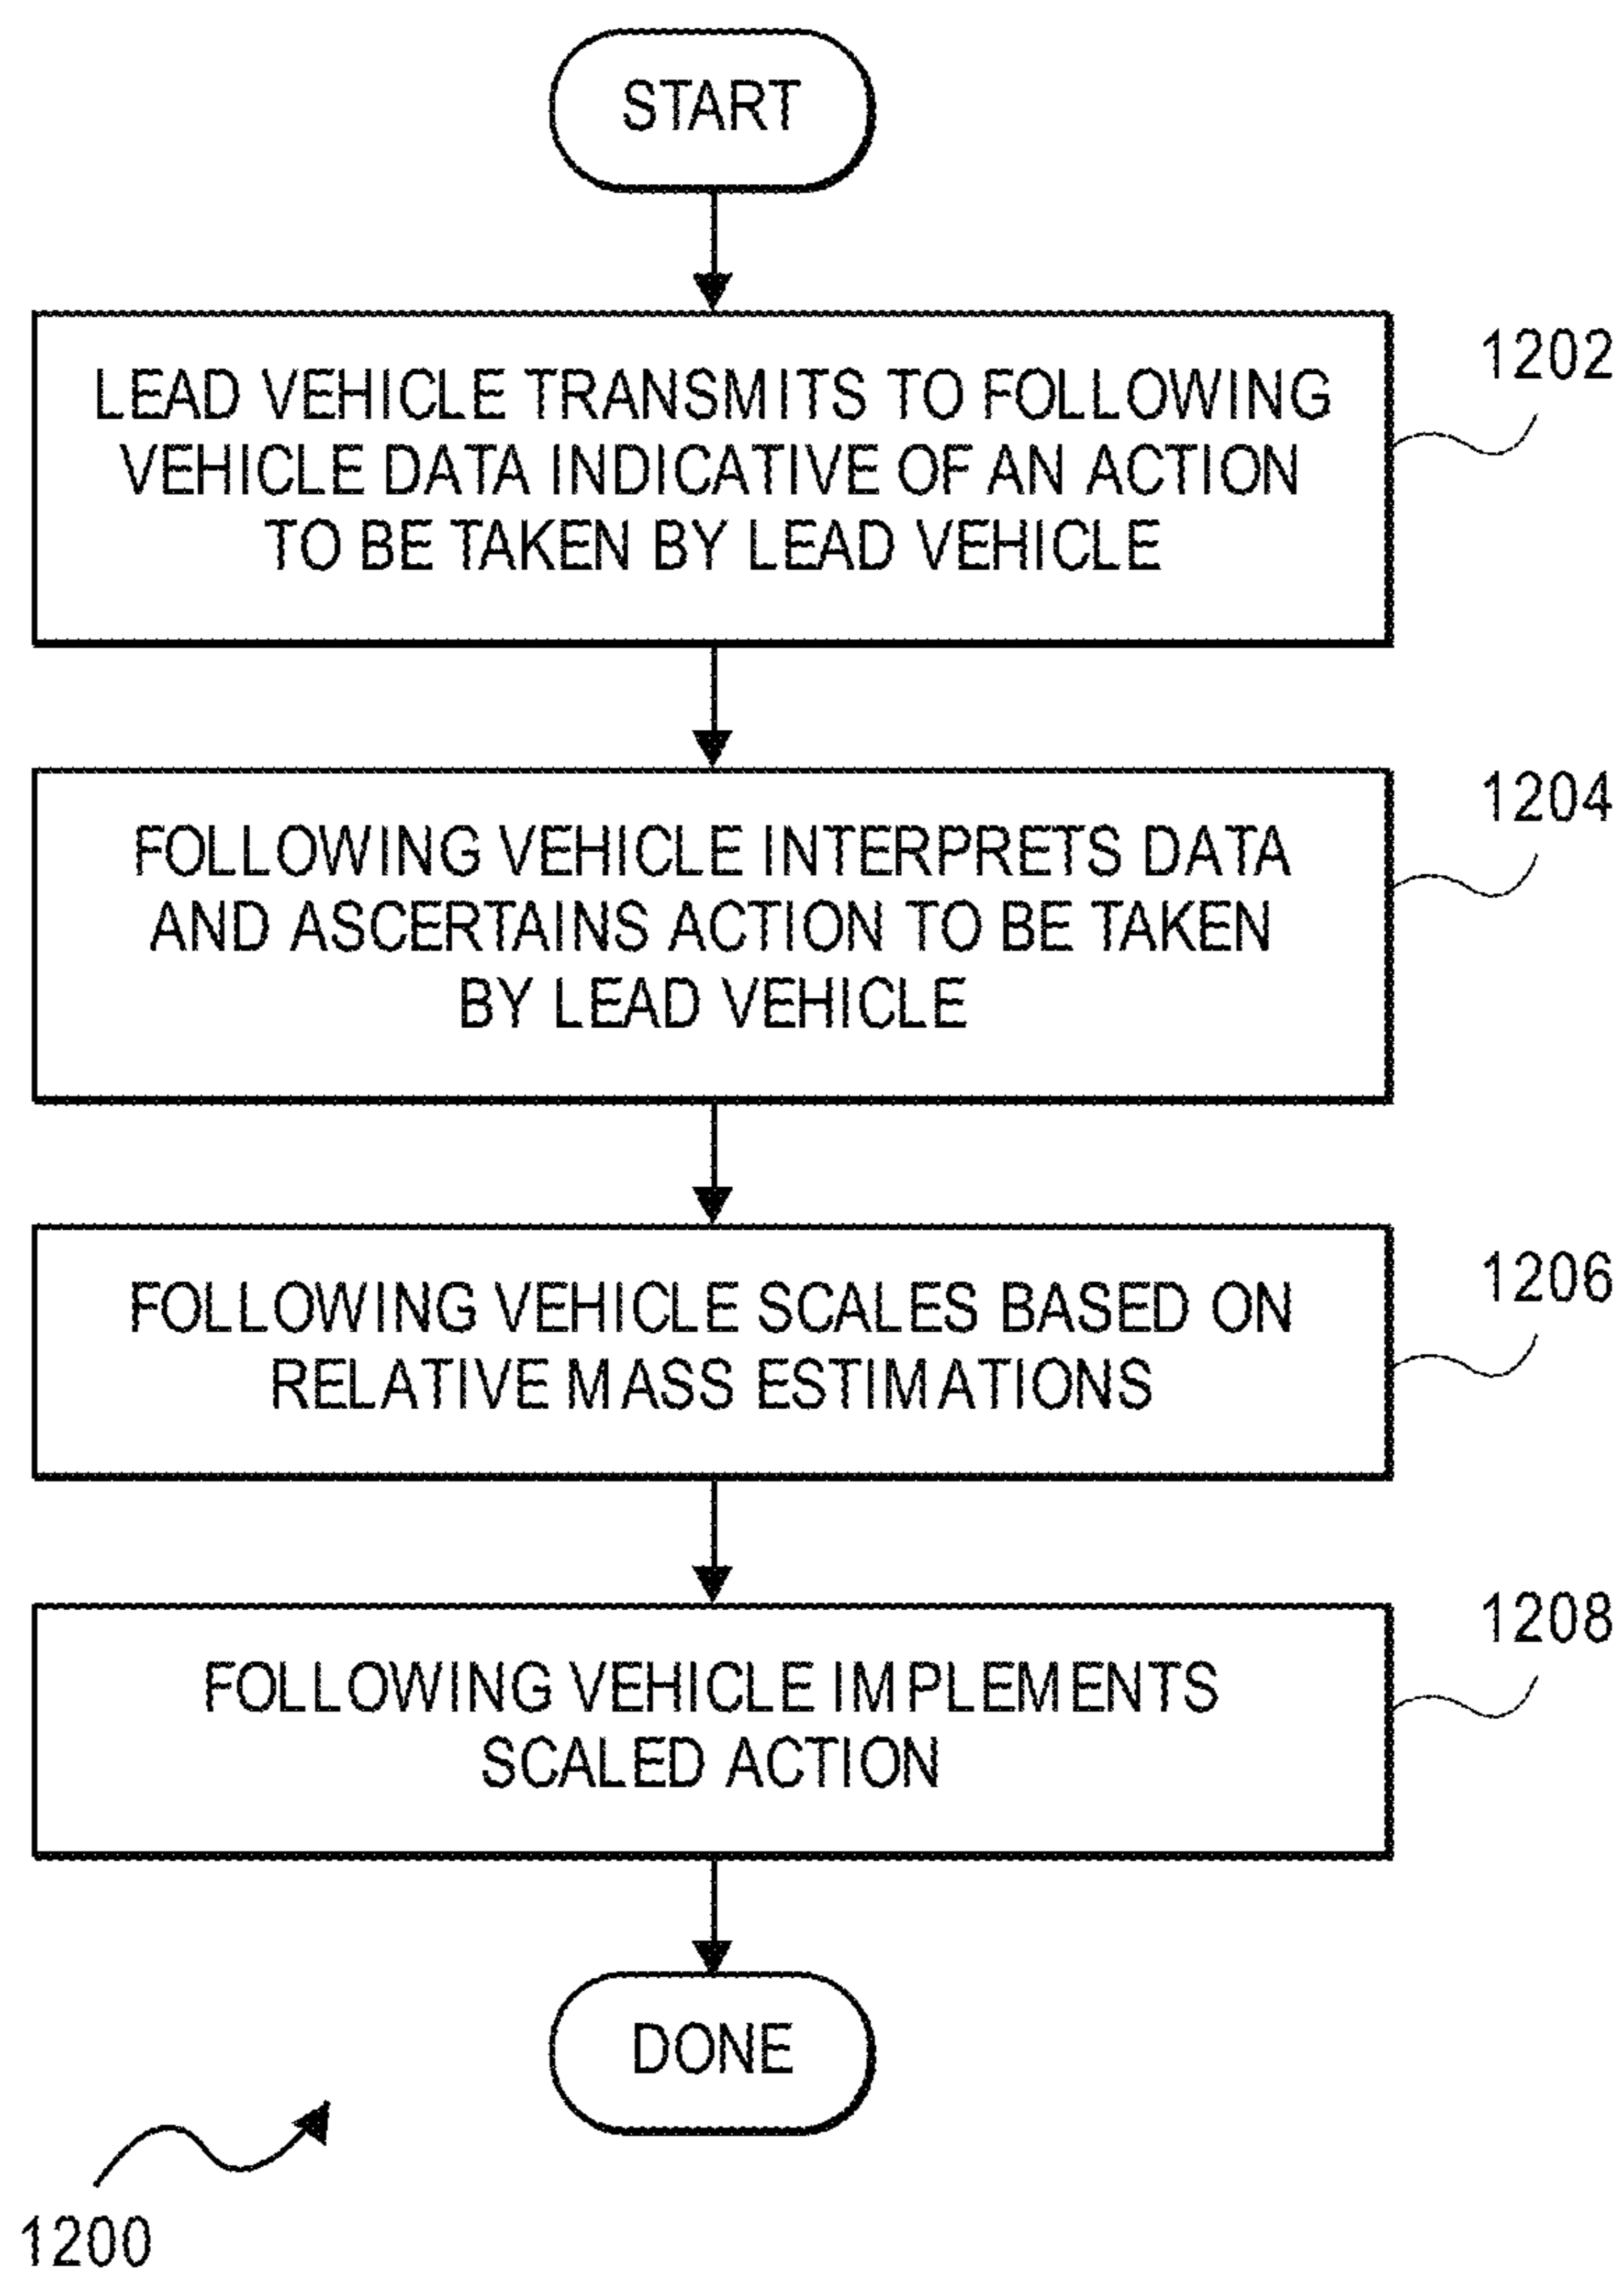 START
LEAD VEHICLE TRANSMITS TO FOLLOWING
VEHICLE DATA INDICATIVE OF AN ACTION
TO BE TAKEN BY LEAD VEHICLE
1202
FOLLOWING VEHICLE INTERPRETS DATA
AND ASCERTAINS ACTION TO BE TAKEN
BY LEAD VEHICLE
1204
FOLLOWING VEHICLE SCALES BASED ON
RELATIVE MASS ESTIMATIONS
1206
FOLLOWING VEHICLE IMPLEMENTS
SCALED ACTION
1208
DONE
1200